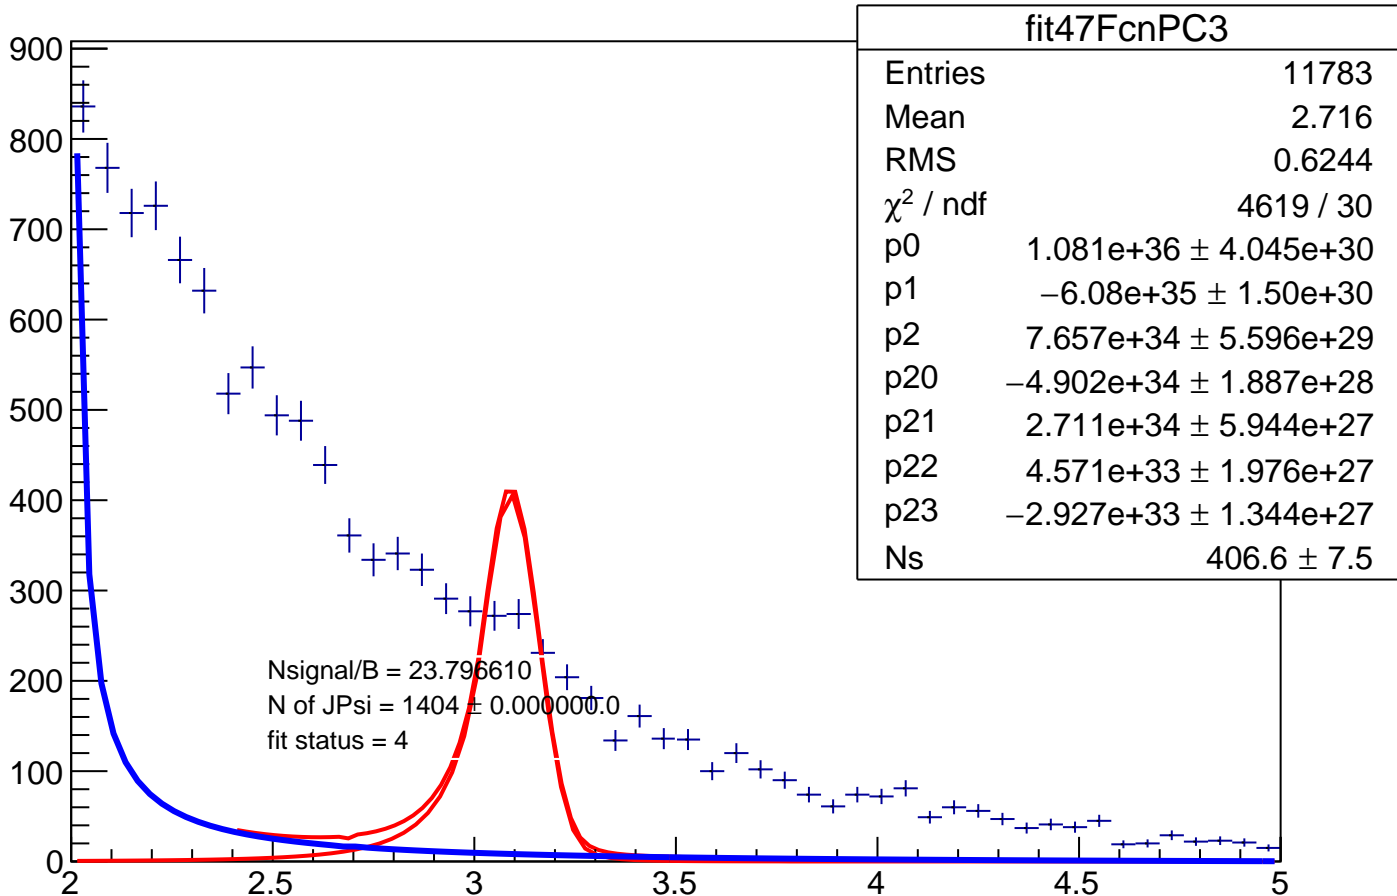 fit47FcnPC3
Entries 11783
Mean 2.716
RMS 0.6244
χ² / ndf 4619 / 30
p0 1.081e+36 ± 4.045e+30
p1 −6.08e+35 ± 1.50e+30
p2 7.657e+34 ± 5.596e+29
p20 −4.902e+34 ± 1.887e+28
p21 2.711e+34 ± 5.944e+27
p22 4.571e+33 ± 1.976e+27
p23 −2.927e+33 ± 1.344e+27
Ns 406.6 ± 7.5
900
800
700
600
500
400
300
200
100
0
Nsignal/B = 23.796610
N of JPsi = 1404 ± 0.000000.0
fit status = 4
2 2.5 3 3.5 4 4.5 5